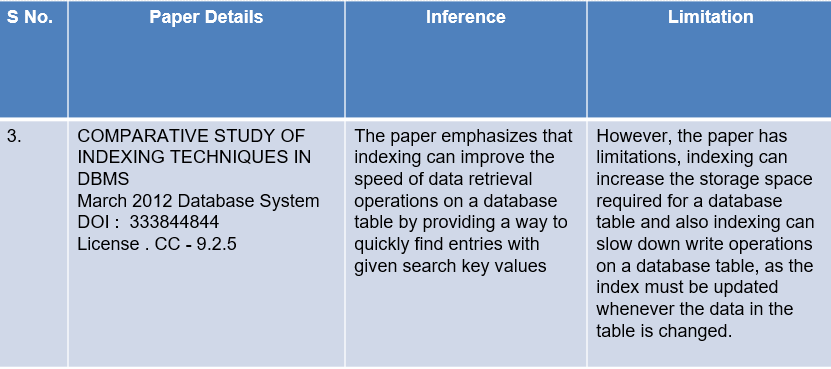 S No.
Paper Details
Inference
Limitation
3.
COMPARATIVE STUDY OF
INDEXING TECHNIQUES IN
DBMS
March 2012 Database System
DOI :  333844844
License . CC - 9.2.5
The paper emphasizes that
indexing can improve the
speed of data retrieval
operations on a database
table by providing a way to
quickly find entries with
given search key values
However, the paper has
limitations, indexing can
increase the storage space
required for a database
table and also indexing can
slow down write operations
on a database table, as the
index must be updated
whenever the data in the
table is changed.